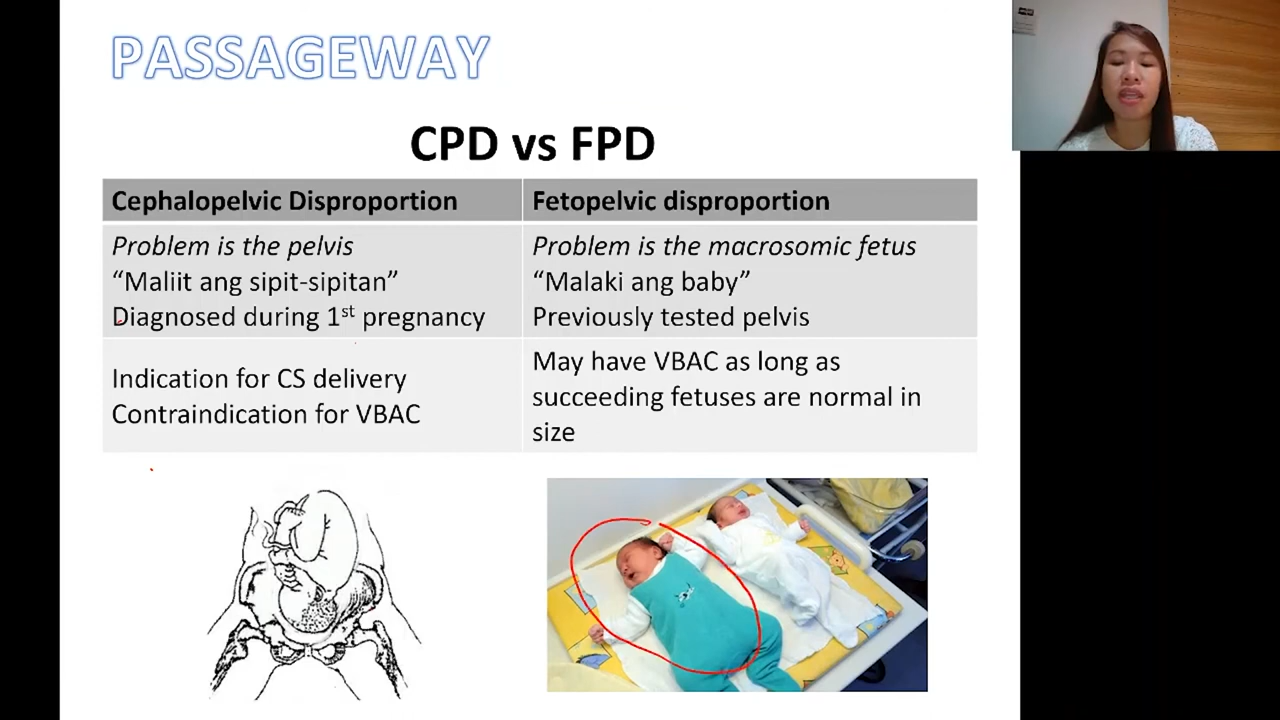 PASSAGEWAY
CPD vs FPD
Cephalopelvic Disproportion
Fetopelvic disproportion
Problem is the pelvis
“Maliit ang sipit-sipitan”
Diagnosed during 1st pregnancy
Problem is the macrosomic fetus
“Malaki ang baby”
Previously tested pelvis
Indication for CS delivery
Contraindication for VBAC
May have VBAC as long as
succeeding fetuses are normal in
size